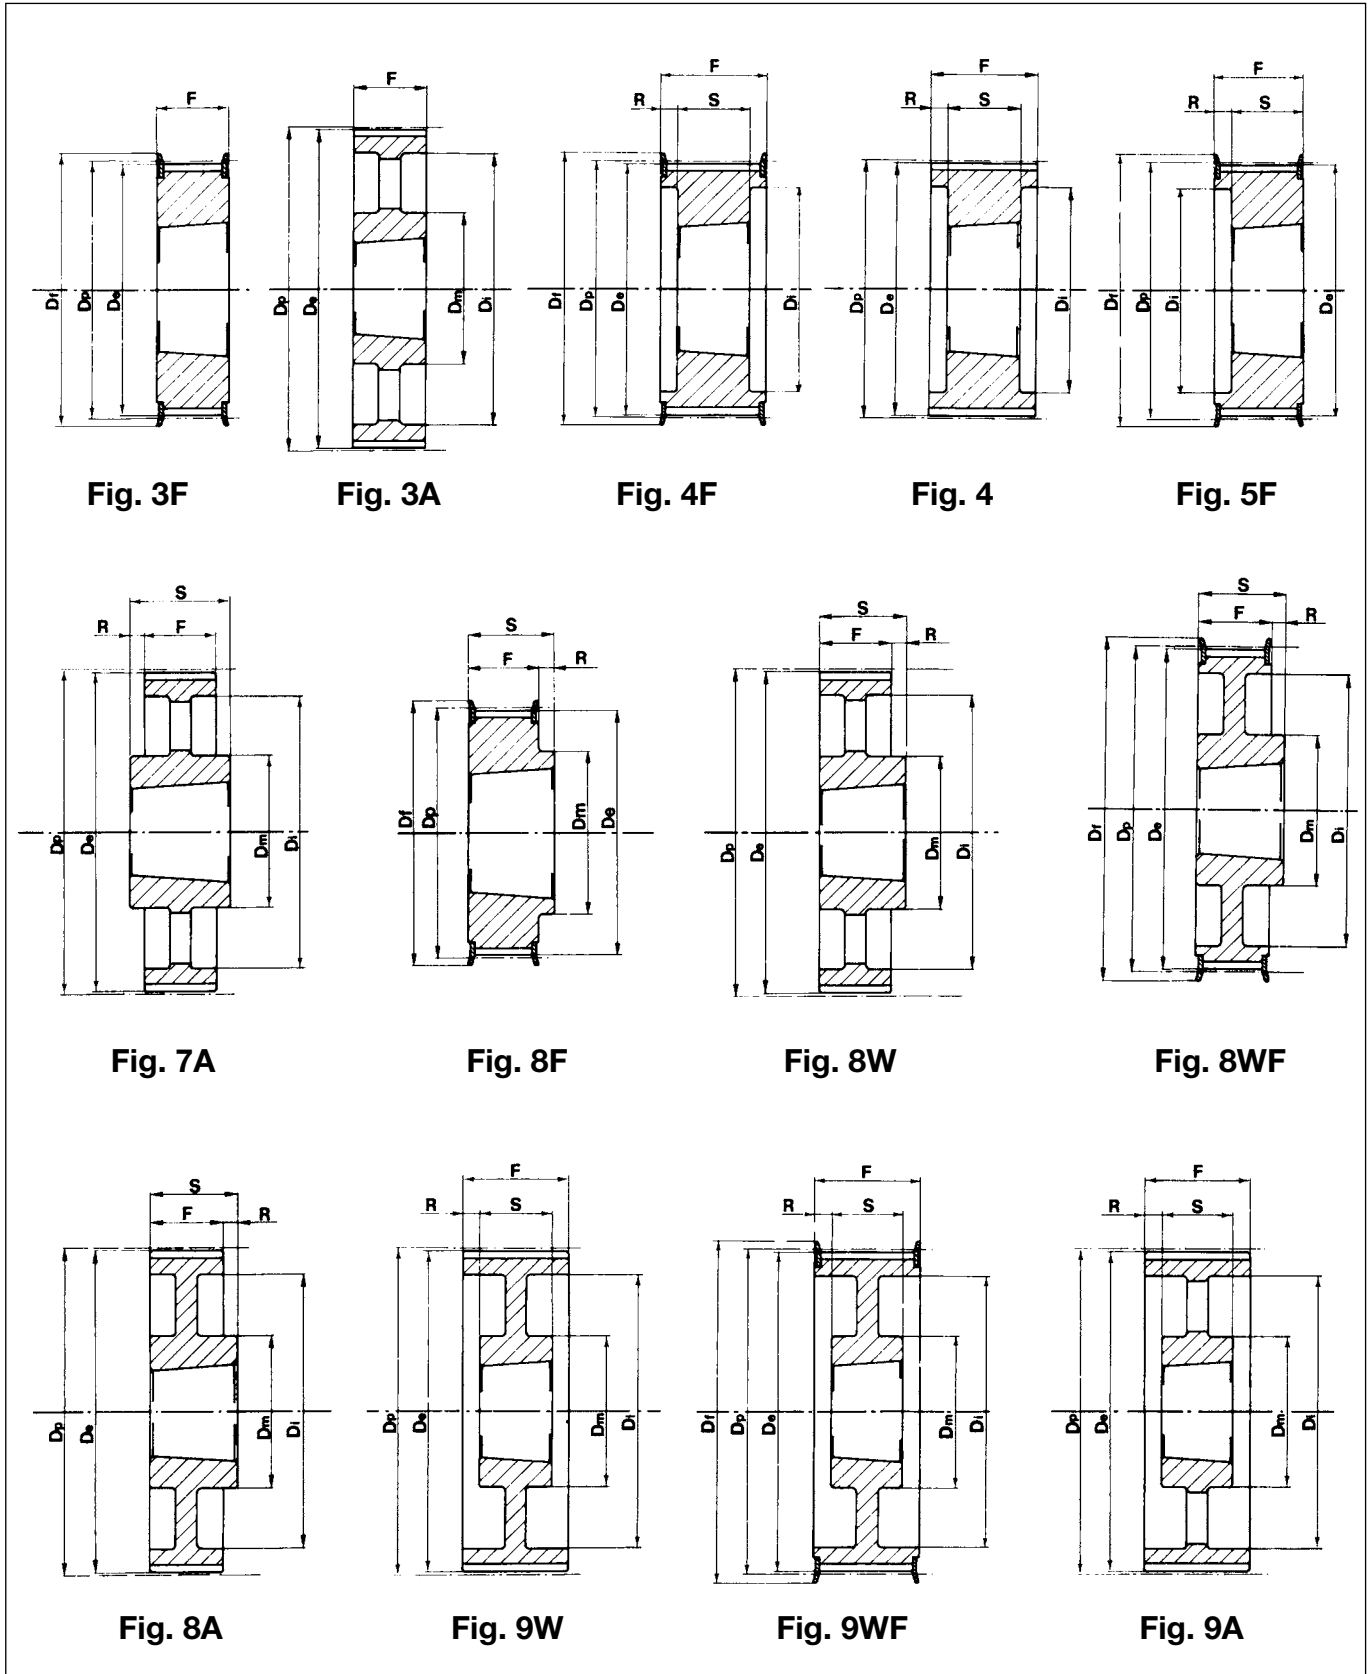 F F F F F
R S R S R S
Df Dp De Dp De Dm Di Df Dp De Di Dp De Di Df Dp Di De
Fig. 3F Fig. 3A Fig. 4F Fig. 4 Fig. 5F
S S S S
R F F R F R F R
Dp De Dm Di Df Dp Dm De Dp De Dm Di Df Dp De Dm Di
Fig. 7A Fig. 8F Fig. 8W Fig. 8WF
S F F F
F R R S R S R S
Dp De Dm Di Dp De Dm Di Df Dp De Dm Di Dp De Dm Di
Fig. 8A Fig. 9W Fig. 9WF Fig. 9A